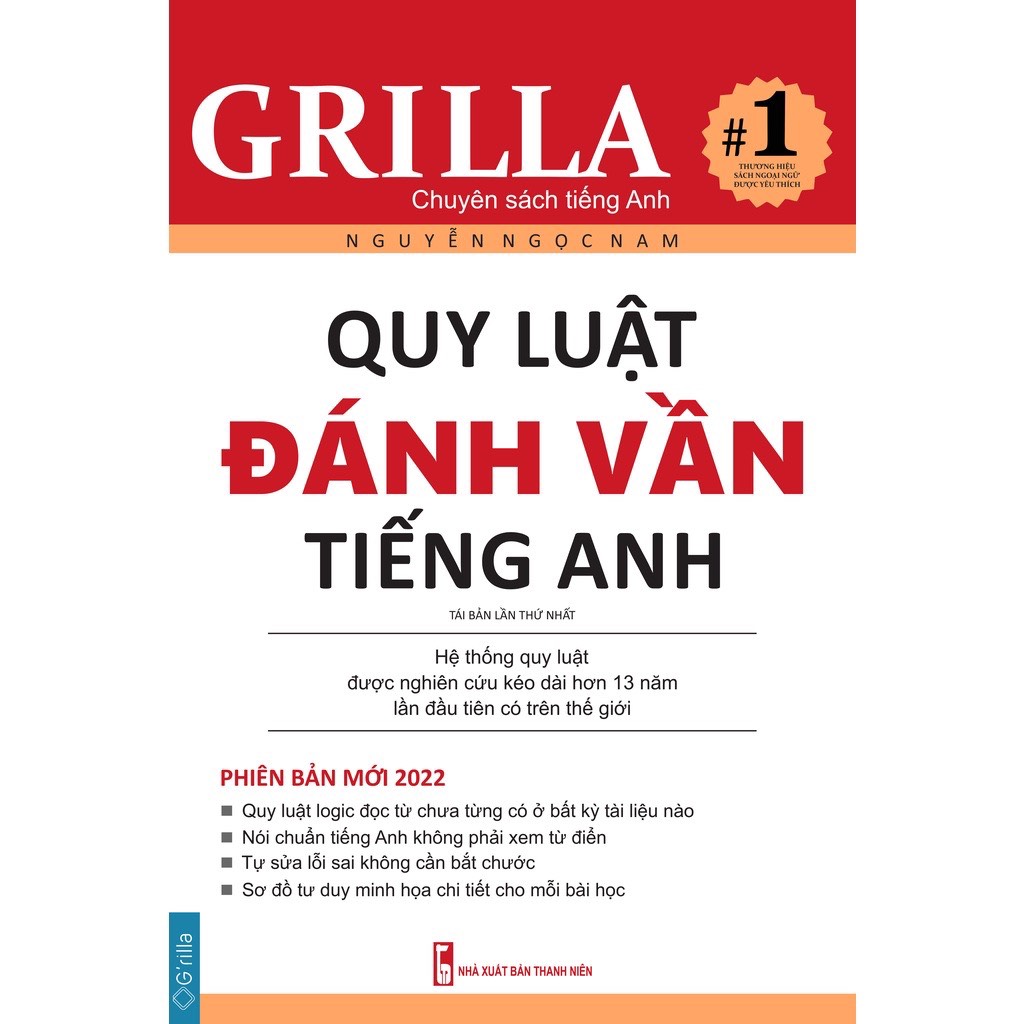 GRILLA
Chuyên sách tiếng Anh
#1
THƯƠNG HIỆU
SÁCH NGOẠI NGỮ
ĐƯỢC YÊU THÍCH
NGUYỄN NGỌC NAM
QUY LUẬT
ĐÁNH VẦN
TIẾNG ANH
TÁI BẢN LẦN THỨ NHẤT
Hệ thống quy luật
được nghiên cứu kéo dài hơn 13 năm
lần đầu tiên có trên thế giới
PHIÊN BẢN MỚI 2022
Quy luật logic đọc từ chưa từng có ở bất kỳ tài liệu nào
Nói chuẩn tiếng Anh không phải xem từ điển
Tự sửa lỗi sai không cần bắt chước
Sơ đồ tư duy minh họa chi tiết cho mỗi bài học
G'rilla
NHÀ XUẤT BẢN THANH NIÊN